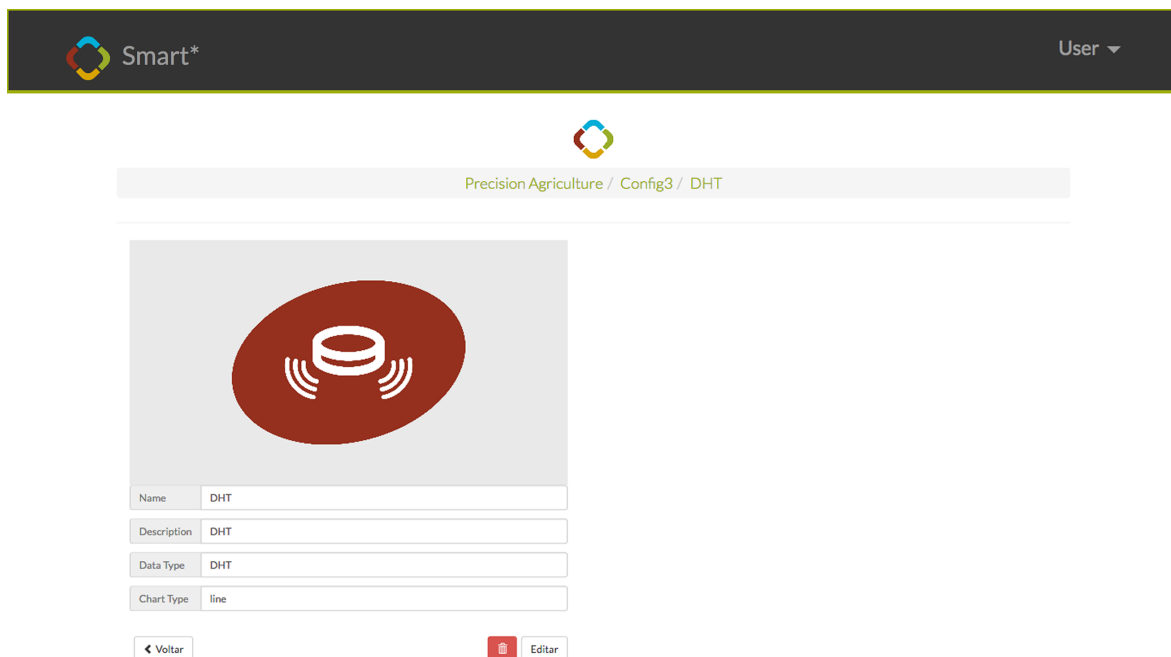 Smart*
User
Precision Agriculture / Config3 / DHT
Name DHT
Description DHT
Data Type DHT
Chart Type line
Voltar
Editar